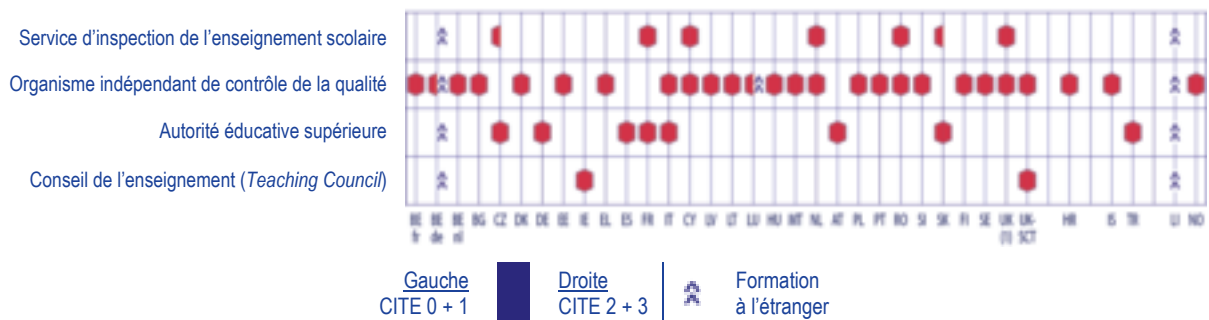 Service d’inspection de l’enseignement scolaire
Organisme indépendant de contrôle de la qualité
Autorité éducative supérieure
Conseil de l’enseignement (Teaching Council)
BE fr BE de BE nl BG CZ DK DE EE IE EL ES FR IT CY LV LT LU HU MT NL AT PL PT RO SI SK FI SE UK (1) UK-SCT HR IS TR LI NO
Gauche Droite Formation
CITE 0 + 1 CITE 2 + 3 à l’étranger